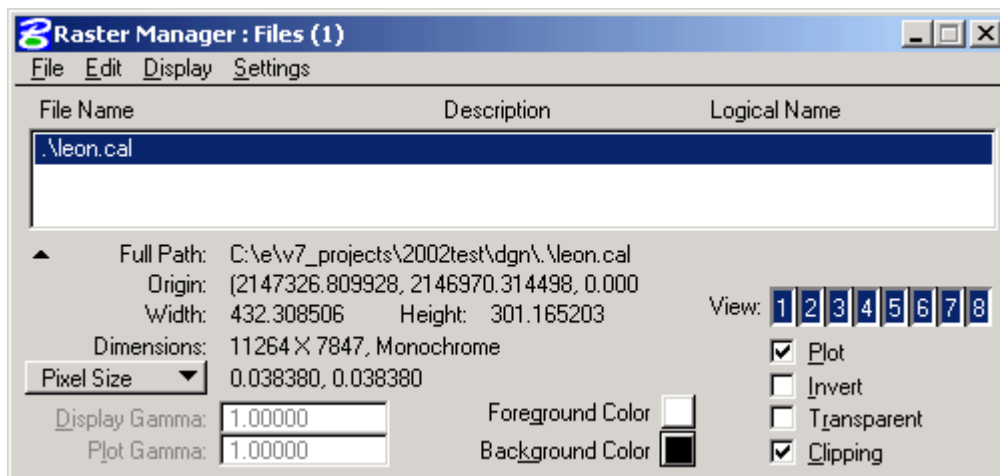 Raster Manager : Files (1)
File Edit Display Settings
File Name Description Logical Name
.\leon.cal
Full Path: C:\e\v7_projects\2002test\dgn\.\leon.cal
Origin: (2147326.809928, 2146970.314498, 0.000
Width: 432.308506 Height: 301.165203
View: 1 2 3 4 5 6 7 8
Dimensions: 11264 X 7847, Monochrome
Plot
Pixel Size 0.038380, 0.038380
Invert
Display Gamma: 1.00000 Foreground Color
Transparent
Plot Gamma: 1.00000 Background Color
Clipping